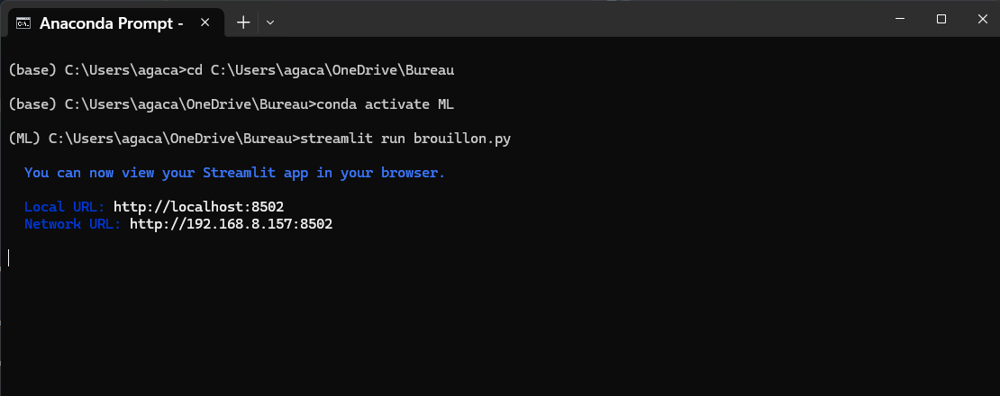 Anaconda Prompt -
(base) C:\Users\agaca>cd C:\Users\agaca\OneDrive\Bureau
(base) C:\Users\agaca\OneDrive\Bureau>conda activate ML
(ML) C:\Users\agaca\OneDrive\Bureau>streamlit run brouillon.py
You can now view your Streamlit app in your browser.
Local URL: http://localhost:8502
Network URL: http://192.168.8.157:8502